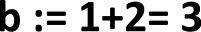 b := 1+2= 3